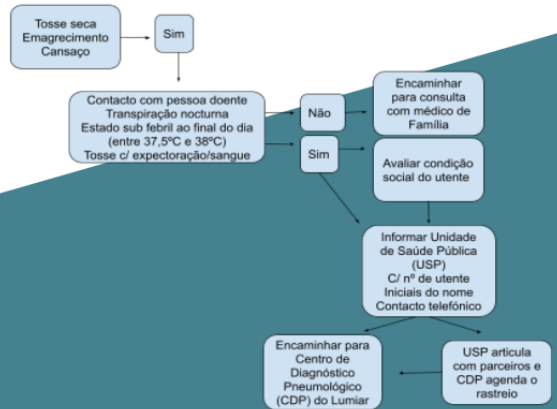 Tosse seca
Emagrecimento
Cansaço
Sim
Contacto com pessoa doente
Transpiração nocturna
Estado sub febril ao final do dia
(entre 37,5ºC e 38ºC)
Tosse c/ expectoração/sangue
Não
Encaminhar
para consulta
com médico de
Família
Sim
Avaliar condição
social do utente
Informar Unidade
de Saúde Pública
(USP)
C/ nº de utente
Iniciais do nome
Contacto telefónico
Encaminhar para
Centro de
Diagnóstico
Pneumológico
(CDP) do Lumiar
USP articula
com parceiros e
CDP agenda o
rastreio